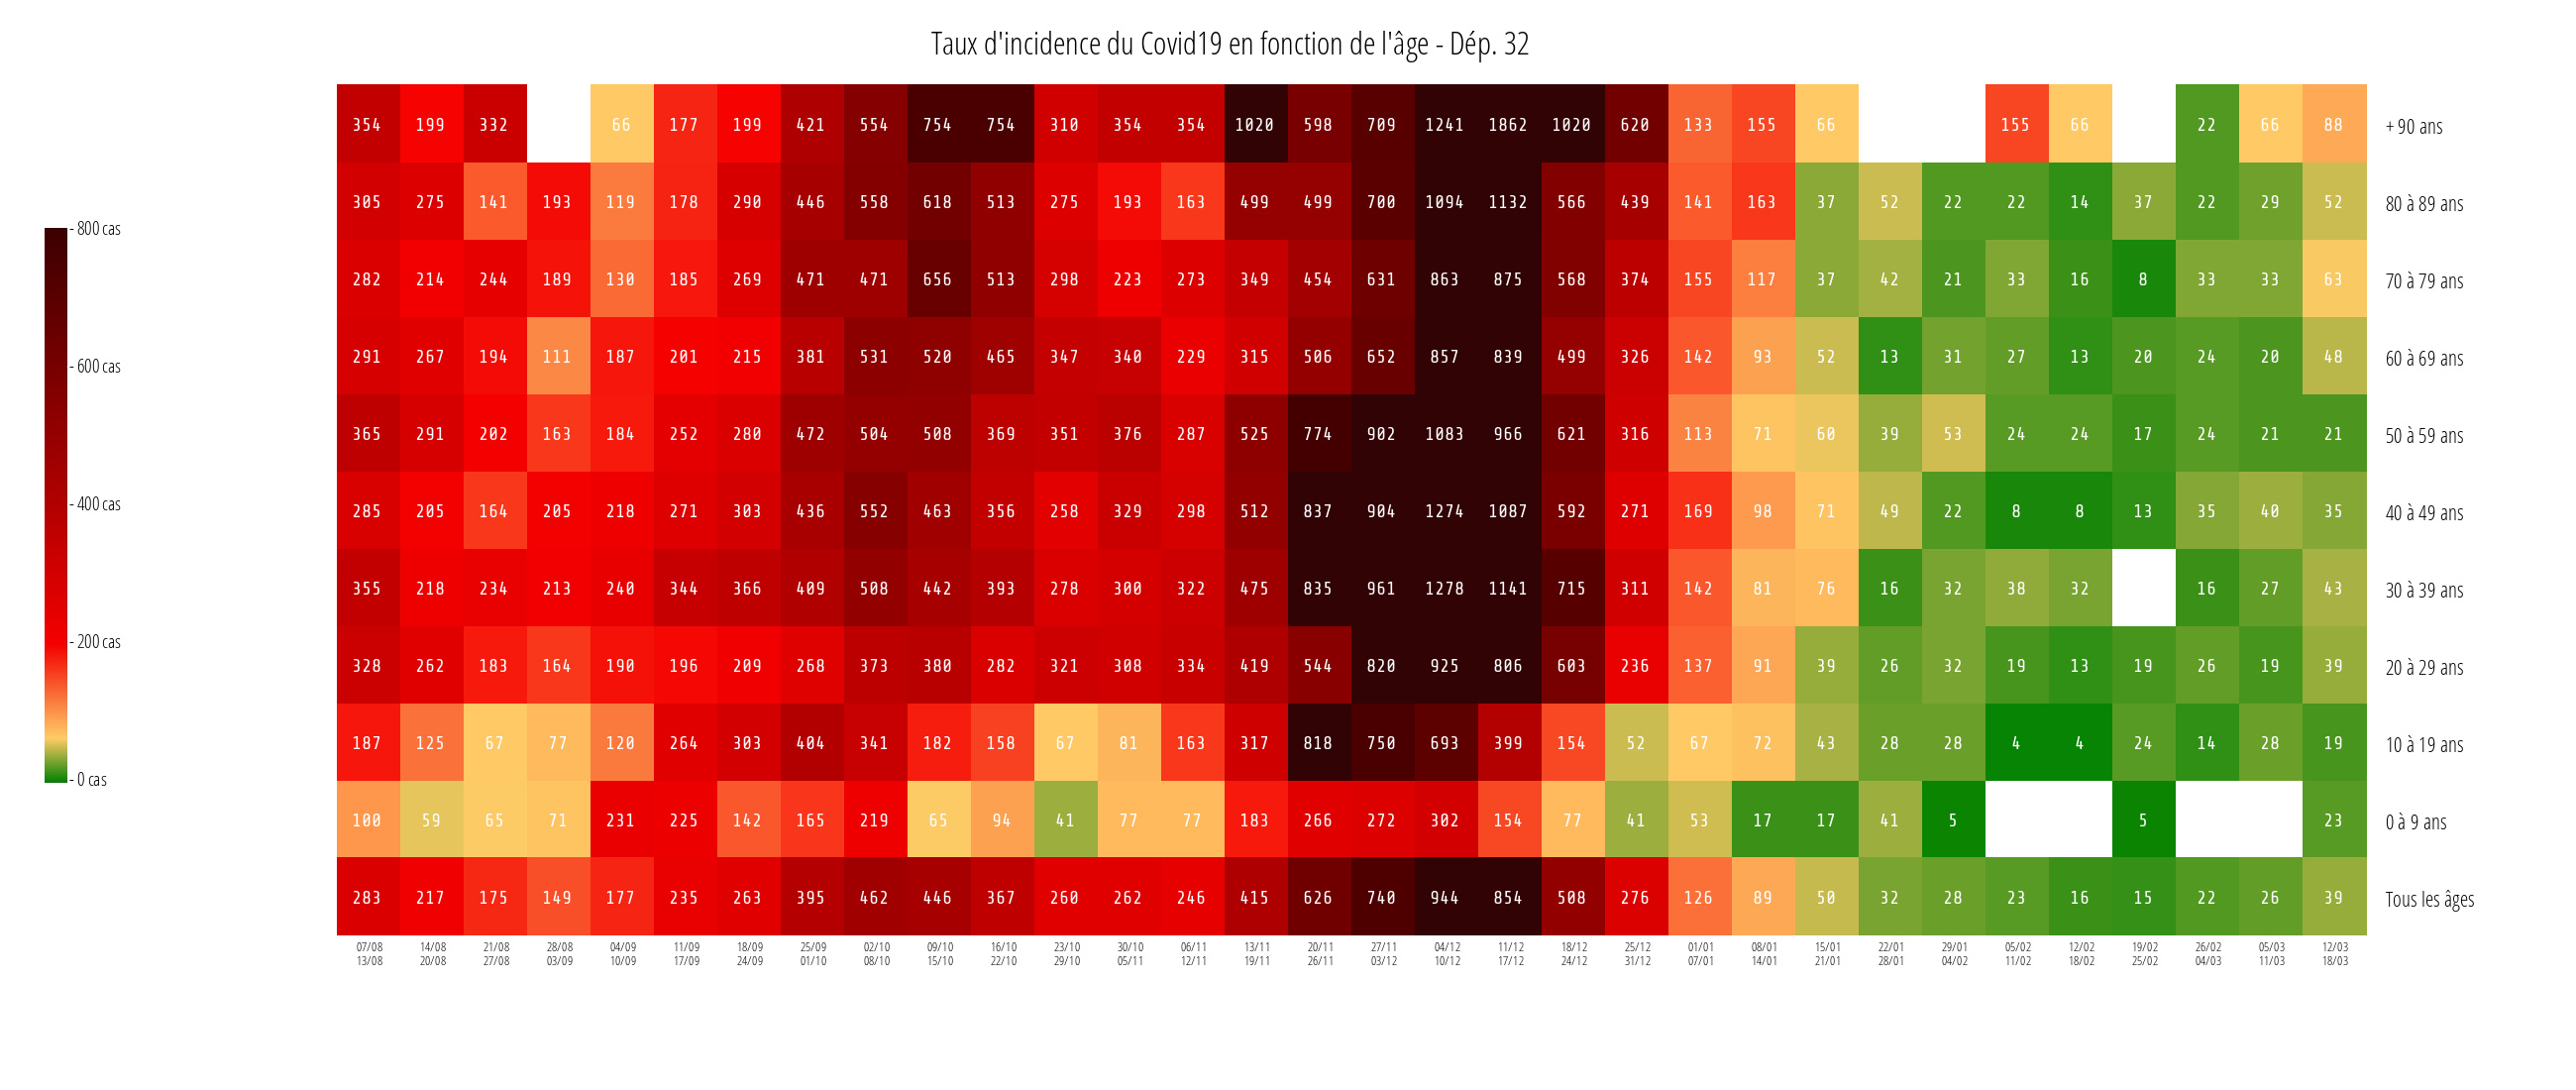 Taux d'incidence du Covid19 en fonction de l'âge - Dép. 32
354 199 332 66 177 199 421 554 754 754 310 354 354 1020 598 709 1241 1862 1020 620 133 155 66 155 66 22 66 88 + 90 ans
305 275 141 193 119 178 290 446 558 618 513 275 193 163 499 499 700 1094 1132 566 439 141 163 37 52 22 22 14 37 22 29 52 80 à 89 ans
282 214 244 189 130 185 269 471 471 656 513 298 223 273 349 454 631 863 875 568 374 155 117 37 42 21 33 16 8 33 33 63 70 à 79 ans
291 267 194 111 187 201 215 381 531 520 465 347 340 229 315 506 652 857 839 499 326 142 93 52 13 31 27 13 20 24 20 48 60 à 69 ans
365 291 202 163 184 252 280 472 504 508 369 351 376 287 525 774 902 1083 966 621 316 113 71 60 39 53 24 24 17 24 21 21 50 à 59 ans
285 205 164 205 218 271 303 436 552 463 356 258 329 298 512 837 904 1274 1087 592 271 169 98 71 49 22 8 8 13 35 40 35 40 à 49 ans
355 218 234 213 240 344 366 409 508 442 393 278 300 322 475 835 961 1278 1141 715 311 142 81 76 16 32 38 32 16 27 43 30 à 39 ans
328 262 183 164 190 196 209 268 373 380 282 321 308 334 419 544 820 925 806 603 236 137 91 39 26 32 19 13 19 26 19 39 20 à 29 ans
187 125 67 77 120 264 303 404 341 182 158 67 81 163 317 818 750 693 399 154 52 67 72 43 28 28 4 4 24 14 28 19 10 à 19 ans
100 59 65 71 231 225 142 165 219 65 94 41 77 77 183 266 272 302 154 77 41 53 17 17 41 5 5 23 0 à 9 ans
283 217 175 149 177 235 263 395 462 446 367 260 262 246 415 626 740 944 854 508 276 126 89 50 32 28 23 16 15 22 26 39 Tous les âges
07/08 14/08 21/08 28/08 04/09 11/09 18/09 25/09 02/10 09/10 16/10 23/10 30/10 06/11 13/11 20/11 27/11 04/12 11/12 18/12 25/12 01/01 08/01 15/01 22/01 29/01 05/02 12/02 19/02 26/02 05/03 12/03
13/08 20/08 27/08 03/09 10/09 17/09 24/09 01/10 08/10 15/10 22/10 29/10 05/11 12/11 19/11 26/11 03/12 10/12 17/12 24/12 31/12 07/01 14/01 21/01 28/01 04/02 11/02 18/02 25/02 04/03 11/03 18/03
- 800 cas
- 600 cas
- 400 cas
- 200 cas
- 0 cas